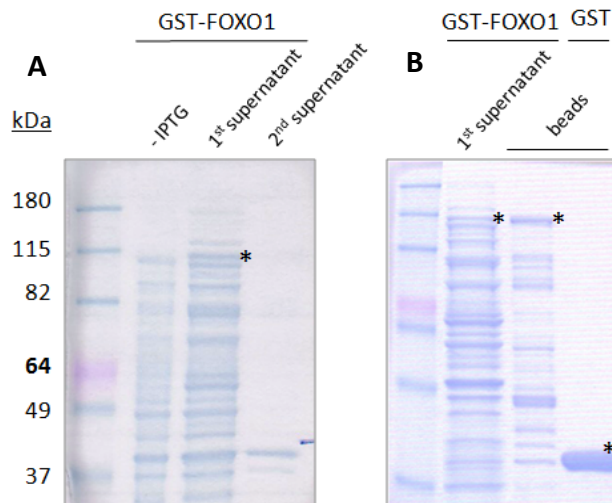 GST-FOXO1
A
kDa
- IPTG
1st supernatant
2nd supernatant
180
115
82
64
49
37
*
GST-FOXO1 GST
B
1st supernatant
beads
* *
*